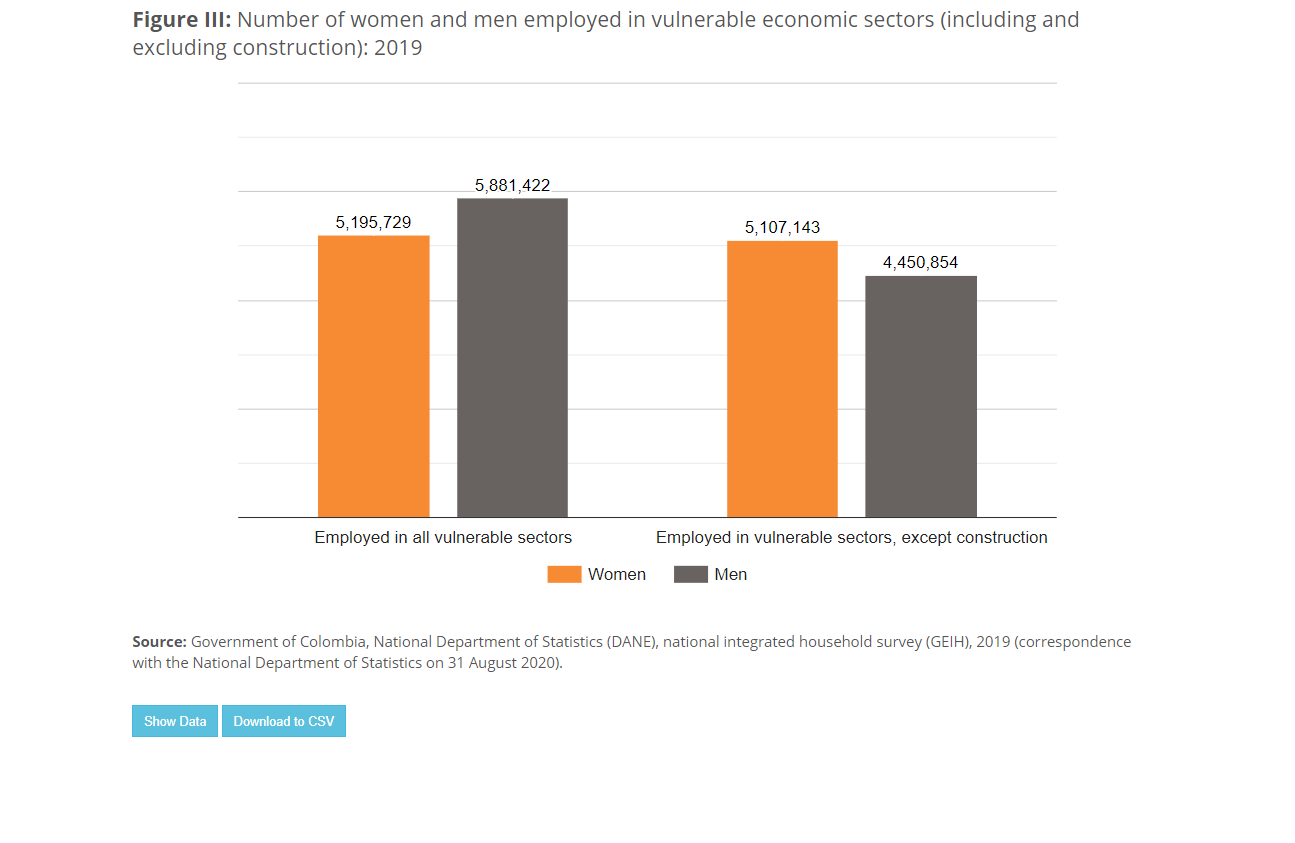 Figure III: Number of women and men employed in vulnerable economic sectors (including and
excluding construction): 2019
5,881,422
5,195,729
5,107,143
4,450,854
Employed in all vulnerable sectors
Employed in vulnerable sectors, except construction
Women
Men
Source: Government of Colombia, National Department of Statistics (DANE), national integrated household survey (GEIH), 2019 (correspondence
with the National Department of Statistics on 31 August 2020).
Show Data
Download to CSV